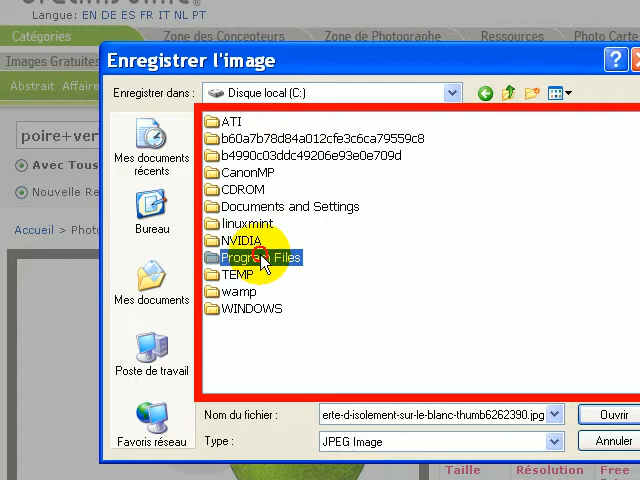 Langue: EN DE ES FR IT NL PT
Catégories
Zone des Concepteurs
Zone de Photographe
Ressources
Photo Carte
Images Gratuites
Abstrait Affaire
Enregistrer l'image
?
Enregistrer dans :
Disque local (C:)
poire+ver
Avec Tous
Nouvelle Re
Accueil > Photo
Mes documents récents
Bureau
Mes documents
Poste de travail
Favoris réseau
ATI
b60a7b78d84a012cfe3c6ca79559c8
b4990c03ddc49206e93e0e709d
CanonMP
CDROM
Documents and Settings
linuxmint
NVIDIA
Program Files
TEMP
wamp
WINDOWS
Nom du fichier :
erte-d-isolement-sur-le-blanc-thumb6262390.jpg
Ouvrir
Type :
JPEG Image
Annuler
Taille
Résolution
Free